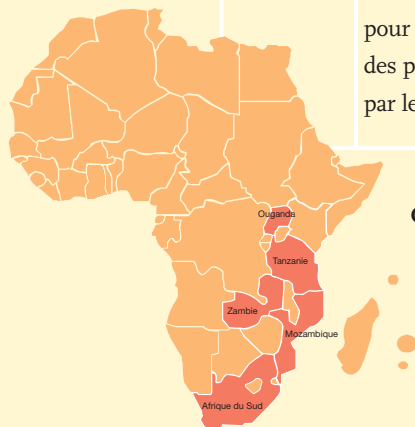 pour
des p
par le
Ouganda
Tanzanie
Zambie
Mozambique
Afrique du Sud